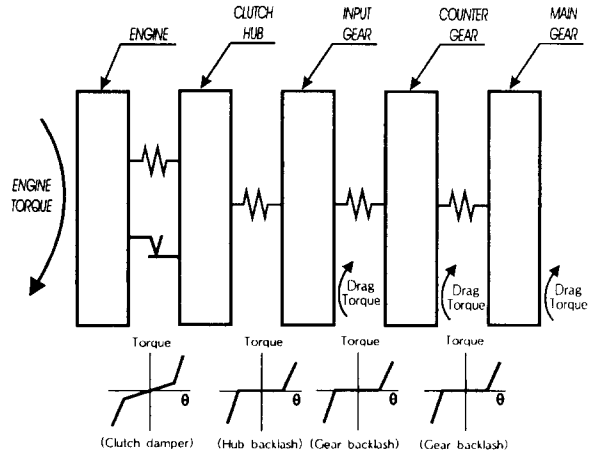 ENGINE
CLUTCH
HUB
INPUT
GEAR
COUNTER
GEAR
MAIN
GEAR
ENGINE
TORQUE
Drag
Torque
Drag
Torque
Drag
Torque
Torque
Torque
Torque
Torque
θ
θ
θ
θ
(Clutch damper)
(Hub backlash)
(Gear backlash)
(Gear backlash)